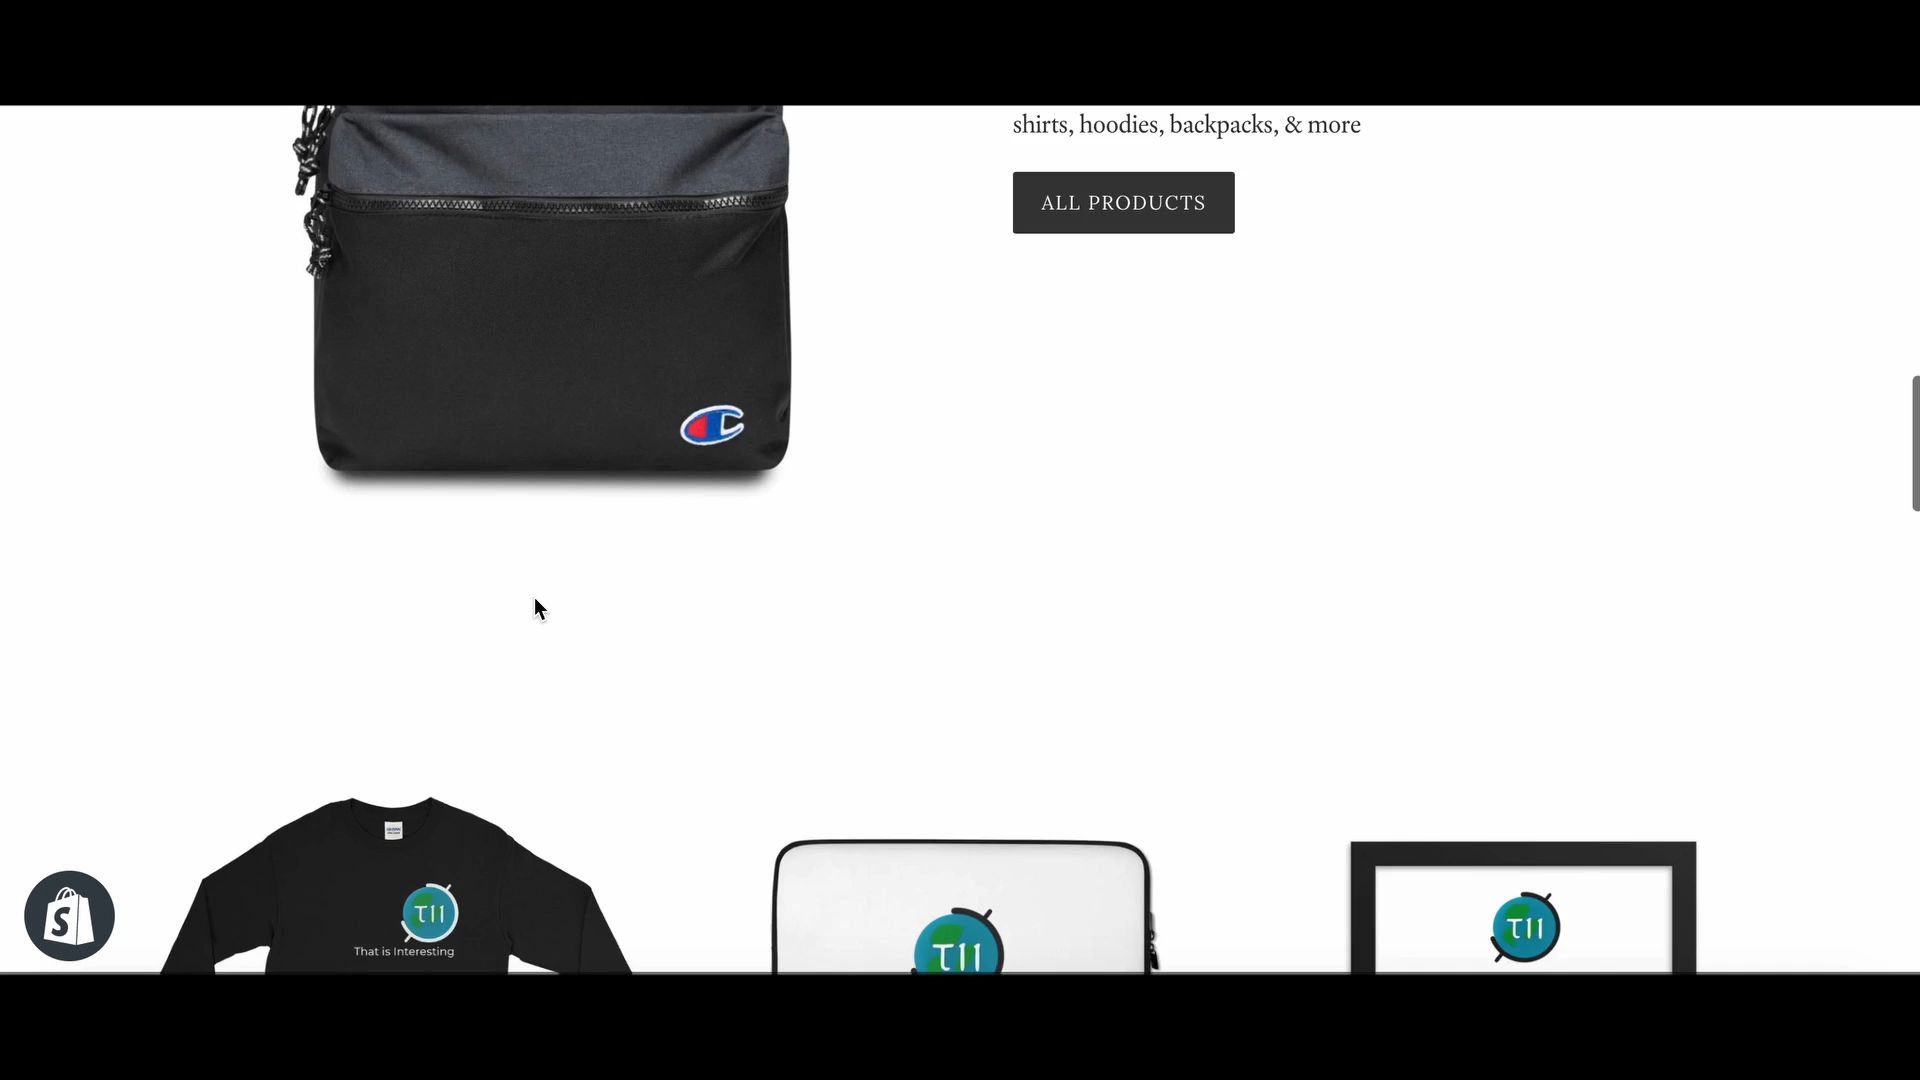 shirts, hoodies, backpacks, & more
ALL PRODUCTS
TII
That is Interesting
TII
TII